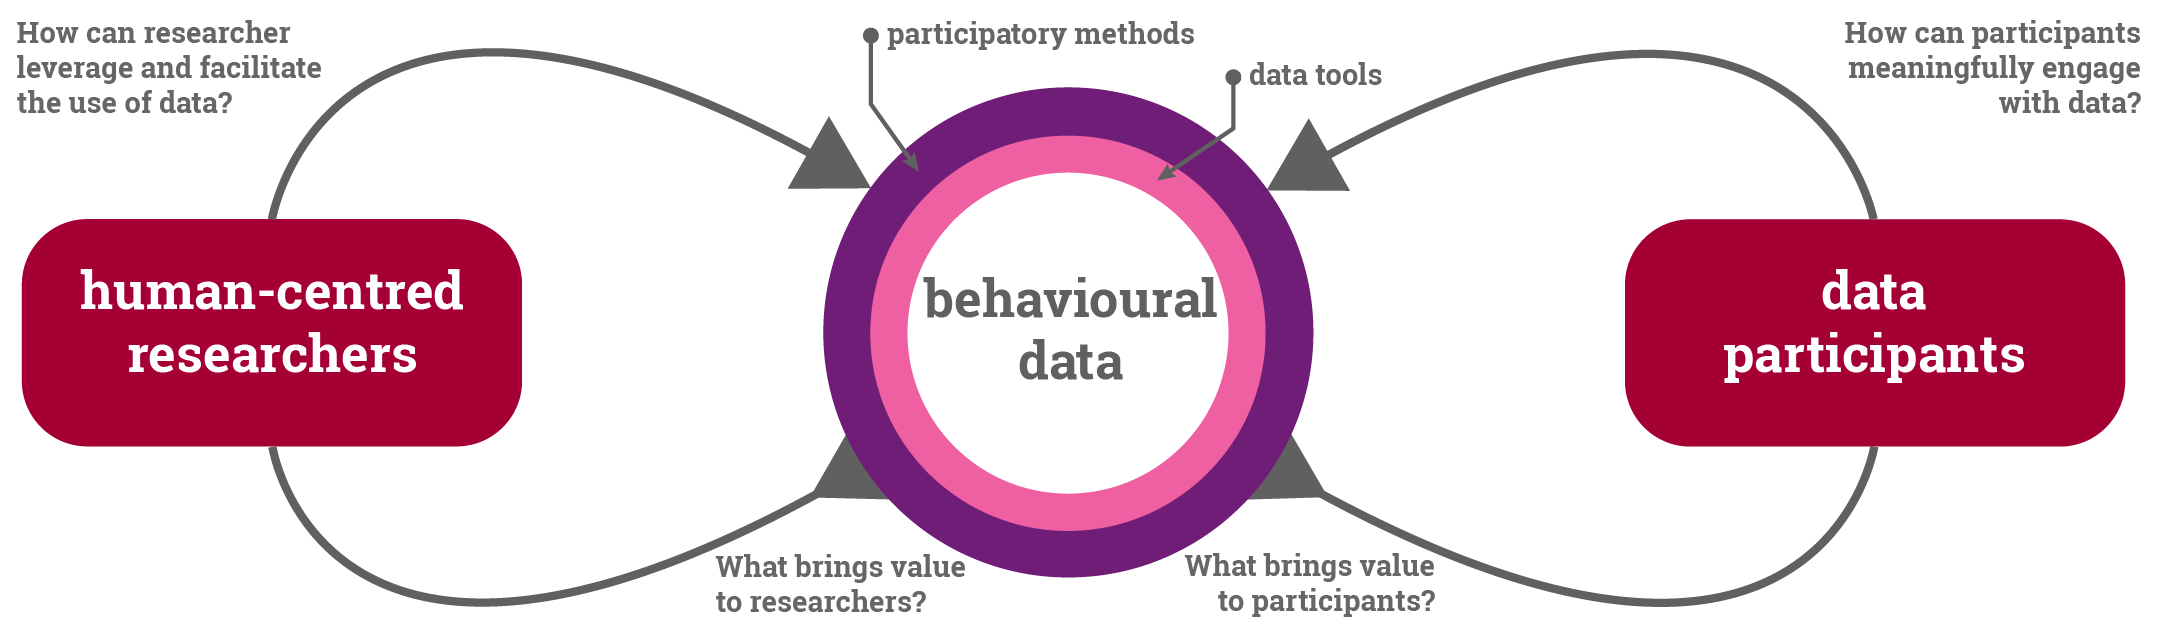 How can researcher
leverage and facilitate
the use of data?
participatory methods
data tools
How can participants
meaningfully engage
with data?
human-centred
researchers
behavioural
data
data
participants
What brings value
to researchers?
What brings value
to participants?